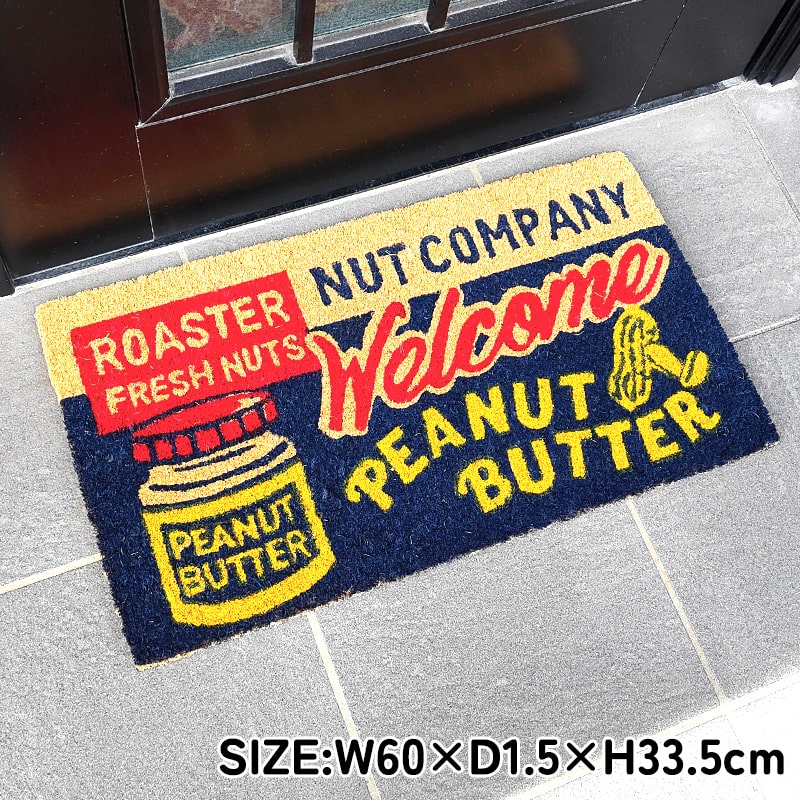 NUT COMPANY
ROASTER
FRESH NUTS
Welcome
PEANUT
BUTTER
PEANUT
BUTTER
SIZE:W60×D1.5×H33.5cm